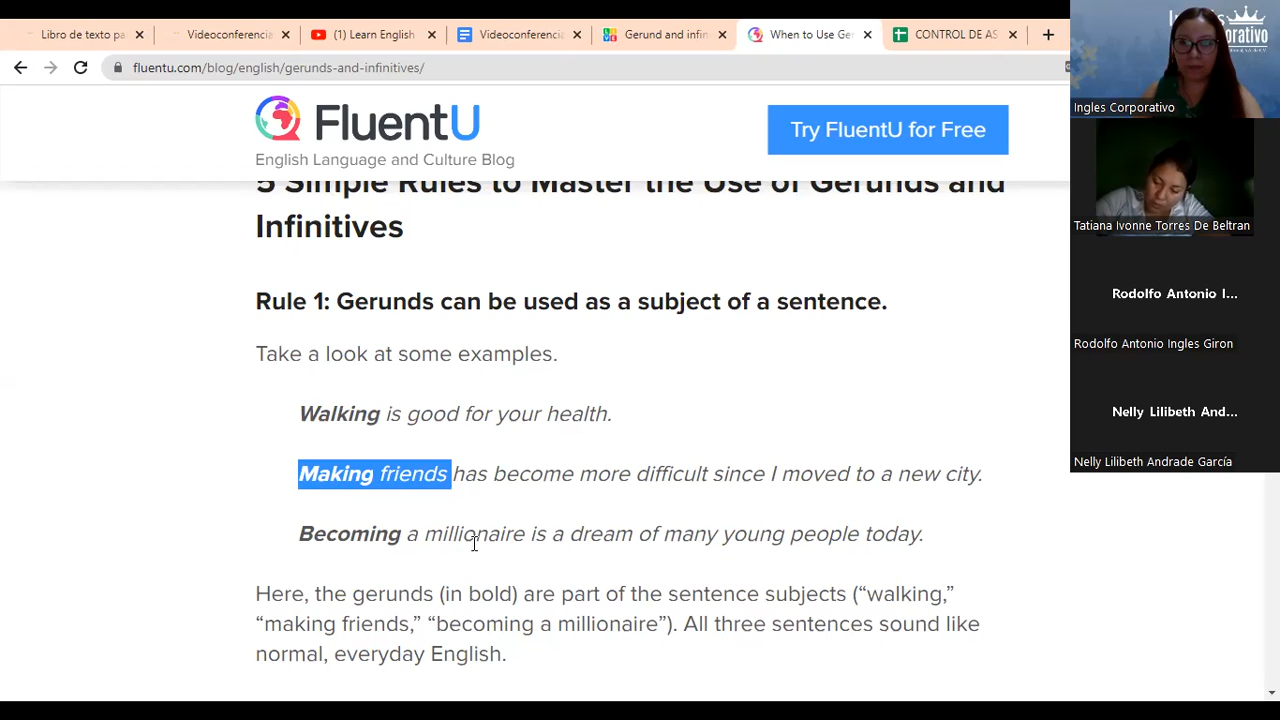 Libro de texto pa
Videoconferencia
(1) Learn English
Videoconferencia
Gerund and infin
When to Use Ge
CONTROL DE AS
fluentu.com/blog/english/gerunds-and-infinitives/
FluentU
English Language and Culture Blog
Try FluentU for Free
5 Simple Rules to Master the Use of Gerunds and
Infinitives
Rule 1: Gerunds can be used as a subject of a sentence.
Take a look at some examples.
Walking is good for your health.
Making friends has become more difficult since I moved to a new city.
Becoming a millionaire is a dream of many young people today.
Here, the gerunds (in bold) are part of the sentence subjects (“walking,”
“making friends,” “becoming a millionaire”). All three sentences sound like
normal, everyday English.
Ingles Corporativo
Tatiana Ivonne Torres De Beltran
Rodolfo Antonio I...
Rodolfo Antonio Ingles Giron
Nelly Lilibeth And...
Nelly Lilibeth Andrade García